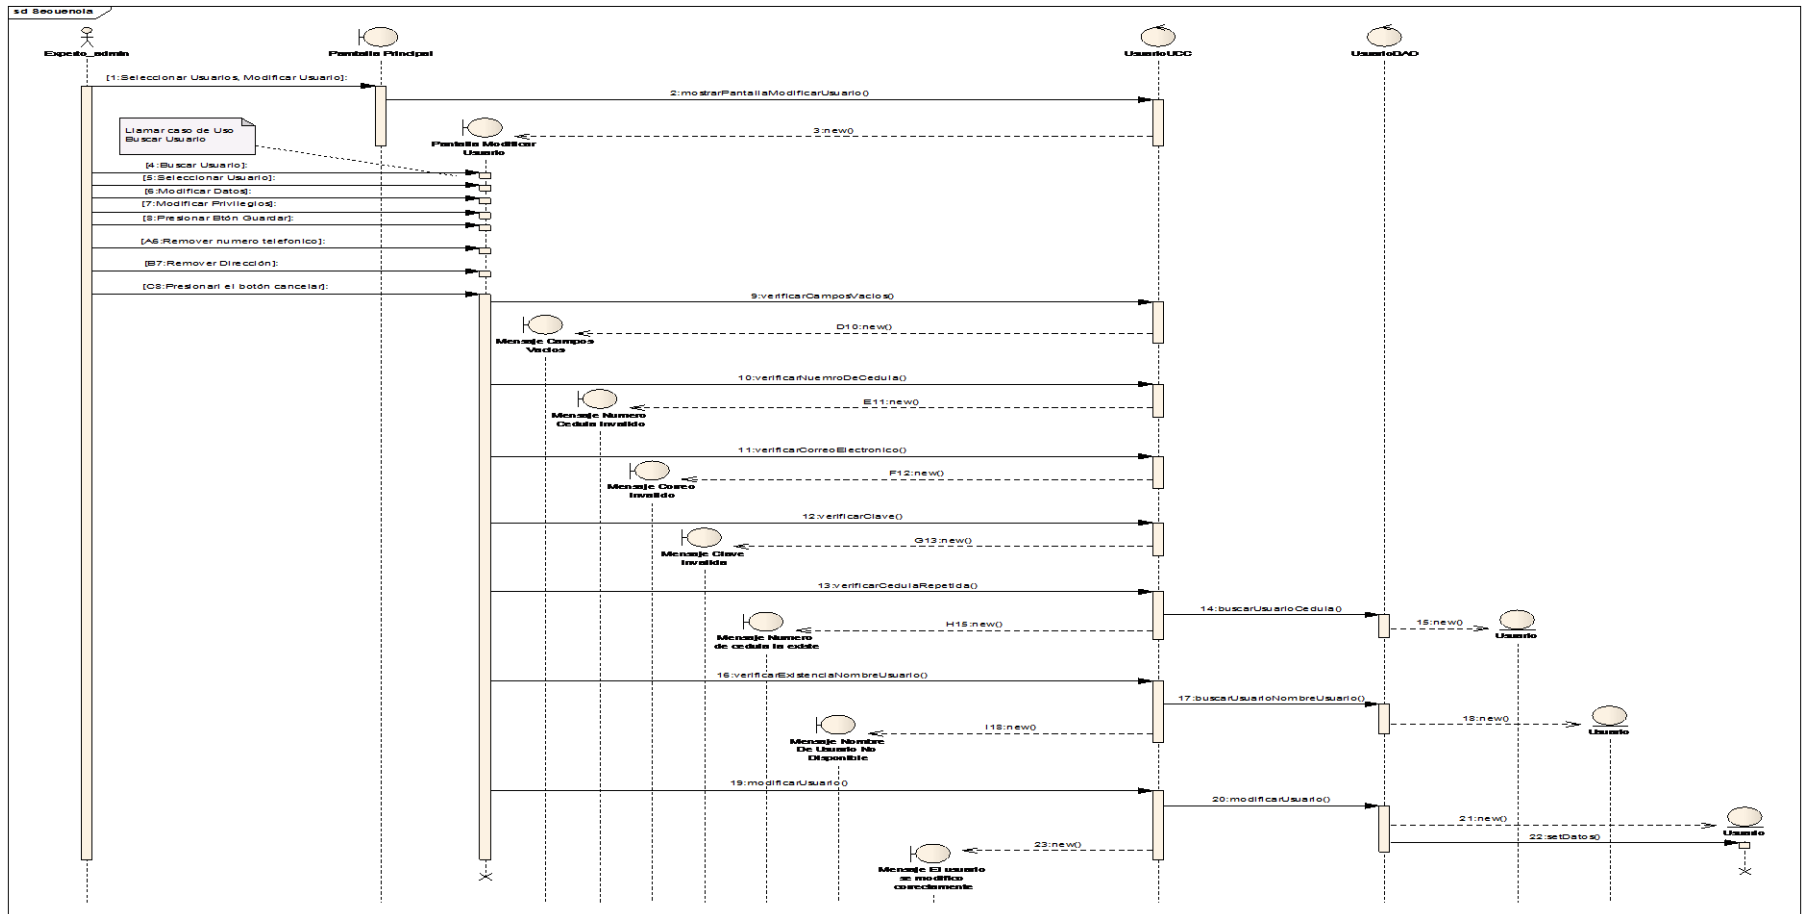 sd Secuencia
Experto_admin
Pantalla Principal
UsuarioUCC
UsuarioDAO
[1:Seleccionar Usuarios, Modificar Usuario]:
2:mostrarPantallaModificarUsuario()
Llamar caso de Uso
Buscar Usuario
3:new()
Pantalla Modificar
Usuario
[4:Buscar Usuario]:
[5:Seleccionar Usuario]:
[6:Modificar Datos]:
[7:Modificar Privilegios]:
[8:Presionar Btón Guardar]:
[A6:Remover numero telefonico]:
[B7:Remover Dirección]:
[C8:Presionarl el botón cancelar]:
9:verificarCamposVacios()
D10:new()
Mensaje Campos
Vacios
10:verificarNuemroDeCedula()
E11:new()
Mensaje Numero
Cedula Invalido
11:verificarCorreoElectronico()
F12:new()
Mensaje Correo
Invalido
12:verificarClave()
G13:new()
Mensaje Clave
Invalida
13:verificarCedulaRepetida()
14:buscarUsuarioCedula()
H15:new()
15:new()
Usuario
Mensaje Numero
de cedula la existe
16:verificarExistenciaNombreUsuario()
17:buscarUsuarioNombreUsuario()
I18:new()
18:new()
Usuario
Mensaje Nombre
De Usuario No
Disponible
19:modificarUsuario()
20:modificarUsuario()
21:new()
Usuario
22:setDatos()
23:new()
Mensaje El usuario
se modifico
correctamente